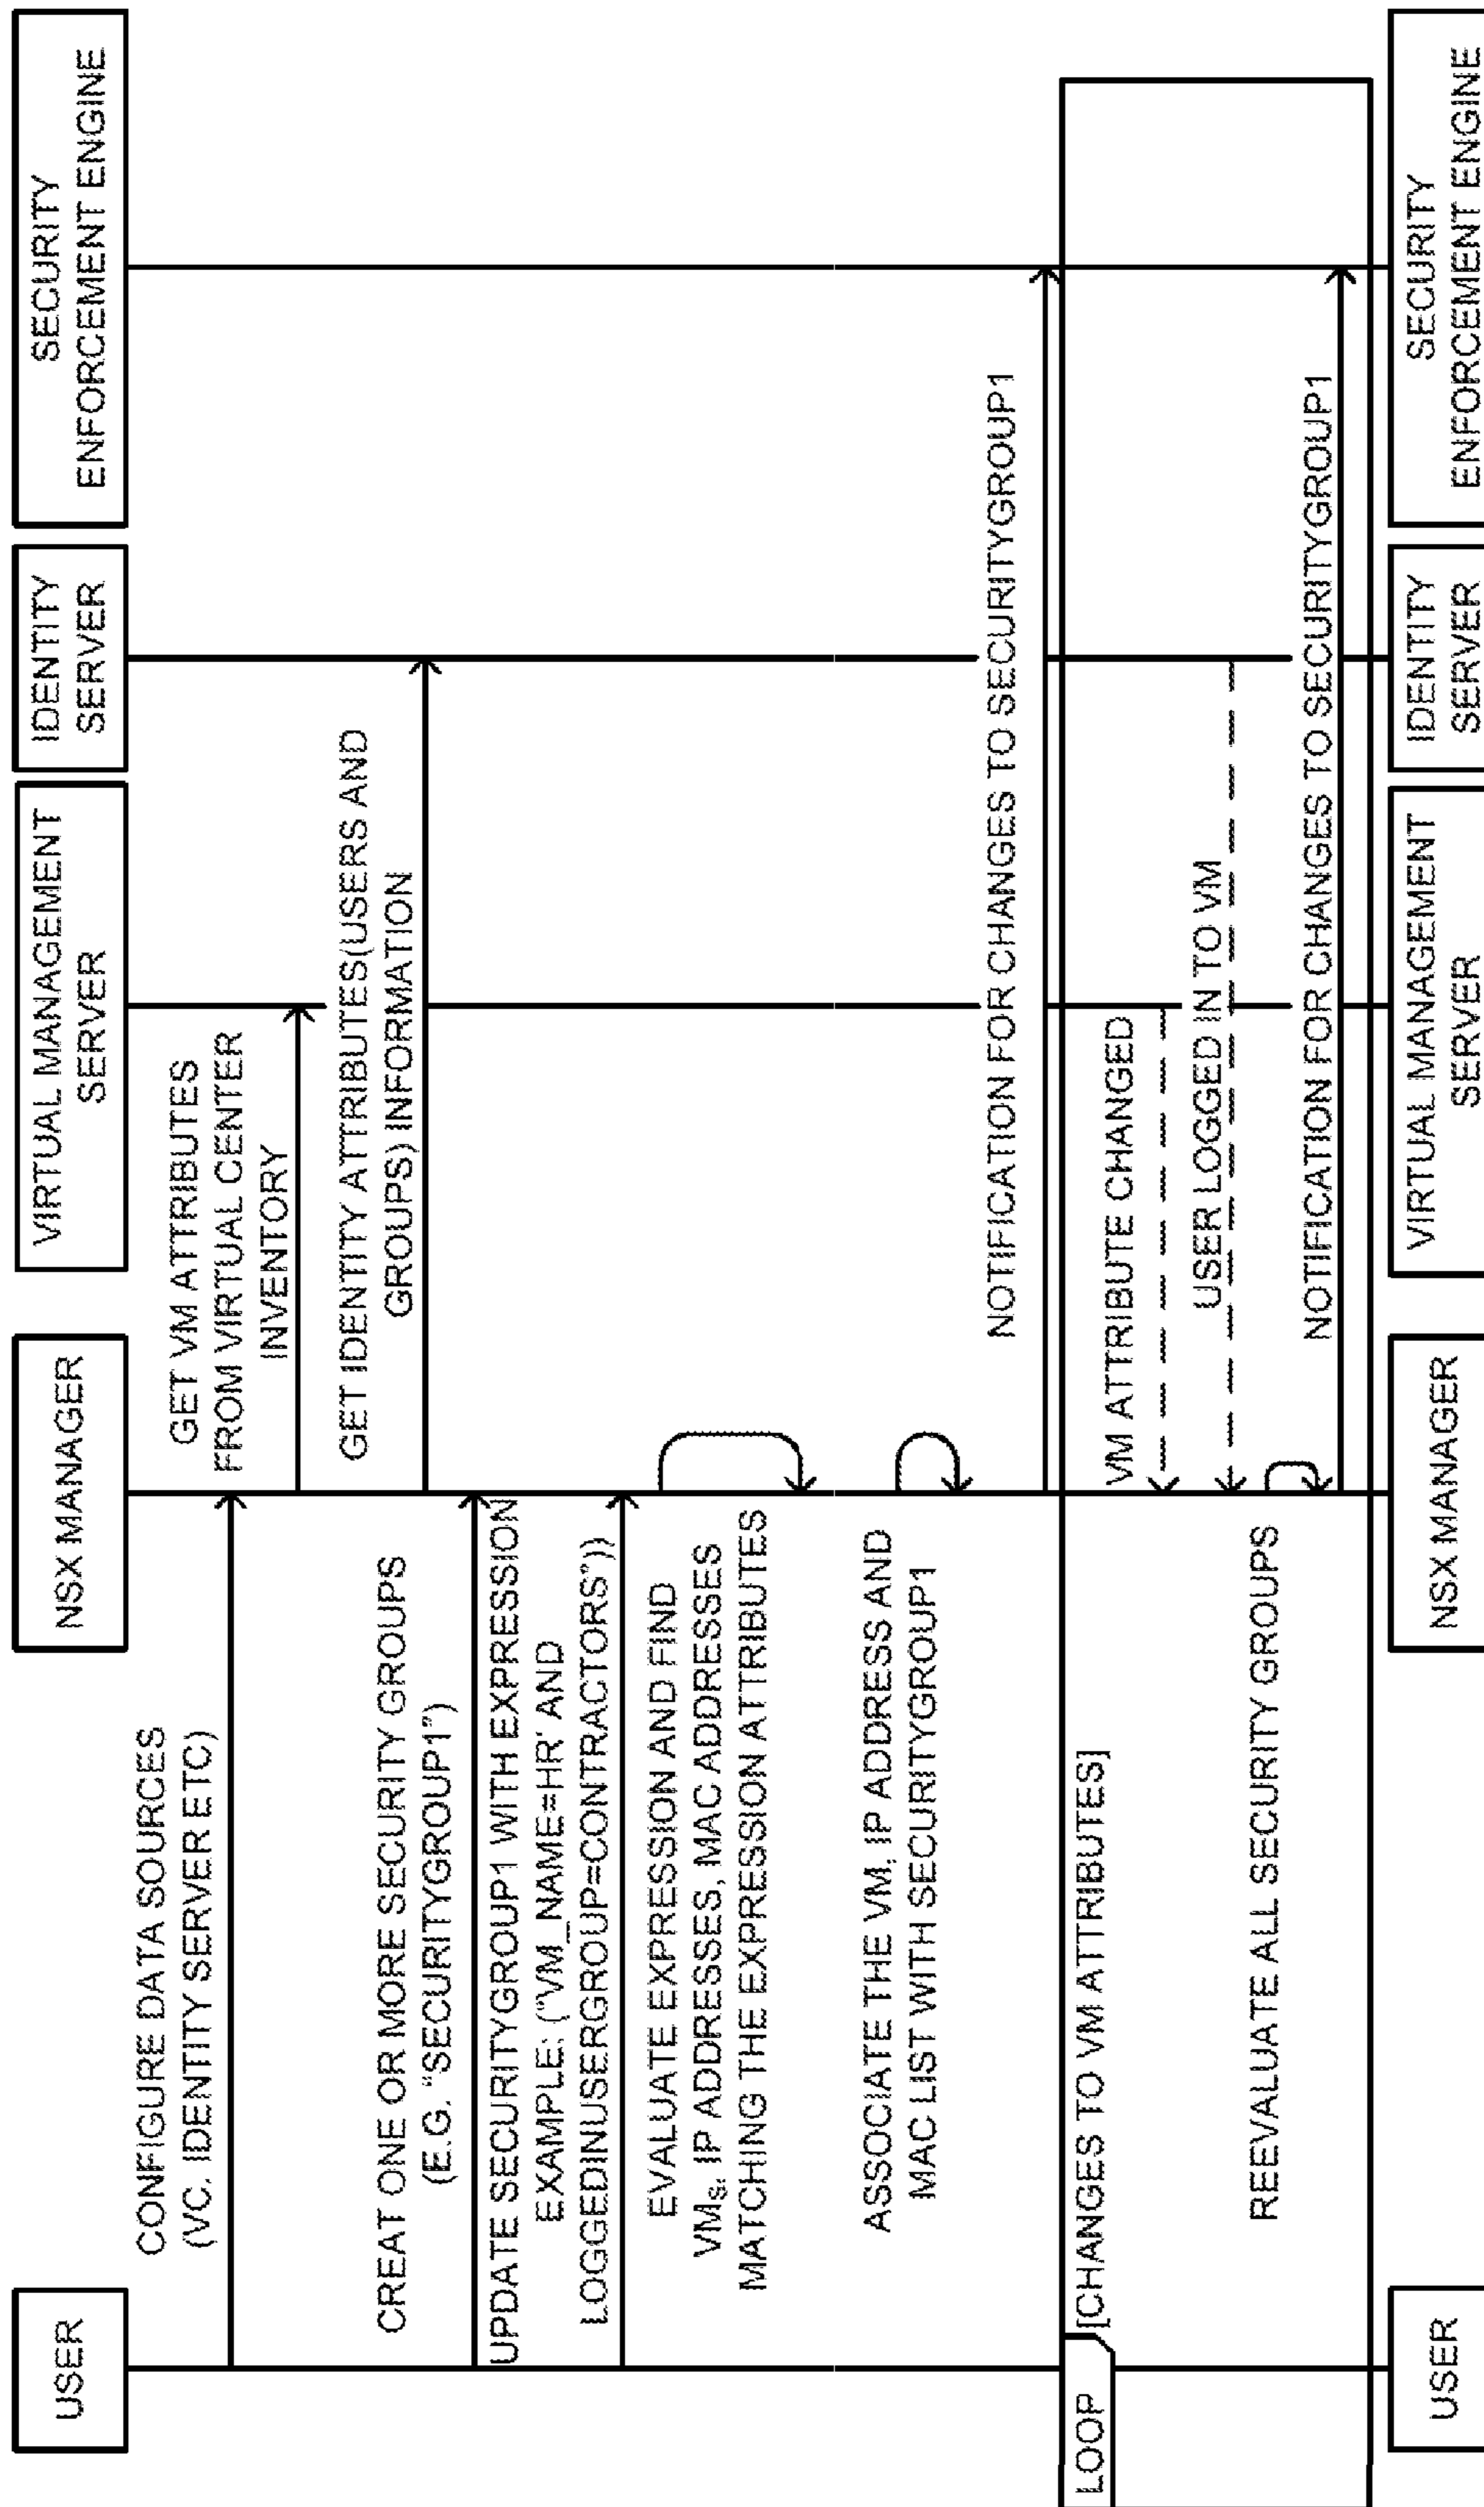 USER
NSX MANAGER
VIRTUAL MANAGEMENT
SERVER
IDENTITY
SERVER
SECURITY
ENFORCEMENT ENGINE
CONFIGURE DATA SOURCES
(VC, IDENTITY SERVER ETC)
GET VM ATTRIBUTES
FROM VIRTUAL CENTER
INVENTORY
GET IDENTITY ATTRIBUTES(USERS AND
GROUPS) INFORMATION
CREAT ONE OR MORE SECURITY GROUPS
(E.G. "SECURITYGROUP1")
UPDATE SECURITYGROUP1 WITH EXPRESSION
EXAMPLE: ("VM_NAME=HR' AND
LOGGEDINUSERGROUP=CONTRACTORS"))
EVALUATE EXPRESSION AND FIND
VMS, IP ADDRESSES, MAC ADDRESSES
MATCHING THE EXPRESSION ATTRIBUTES
ASSOCIATE THE VM, IP ADDRESS AND
MAC LIST WITH SECURITYGROUP1
NOTIFICATION FOR CHANGES TO SECURITYGROUP1
LOOP
[CHANGES TO VM ATTRIBUTES]
VM ATTRIBUTE CHANGED
USER LOGGED IN TO VM
REEVALUATE ALL SECURITY GROUPS
NOTIFICATION FOR CHANGES TO SECURITYGROUP1
USER
NSX MANAGER
VIRTUAL MANAGEMENT
SERVER
IDENTITY
SERVER
SECURITY
ENFORCEMENT ENGINE